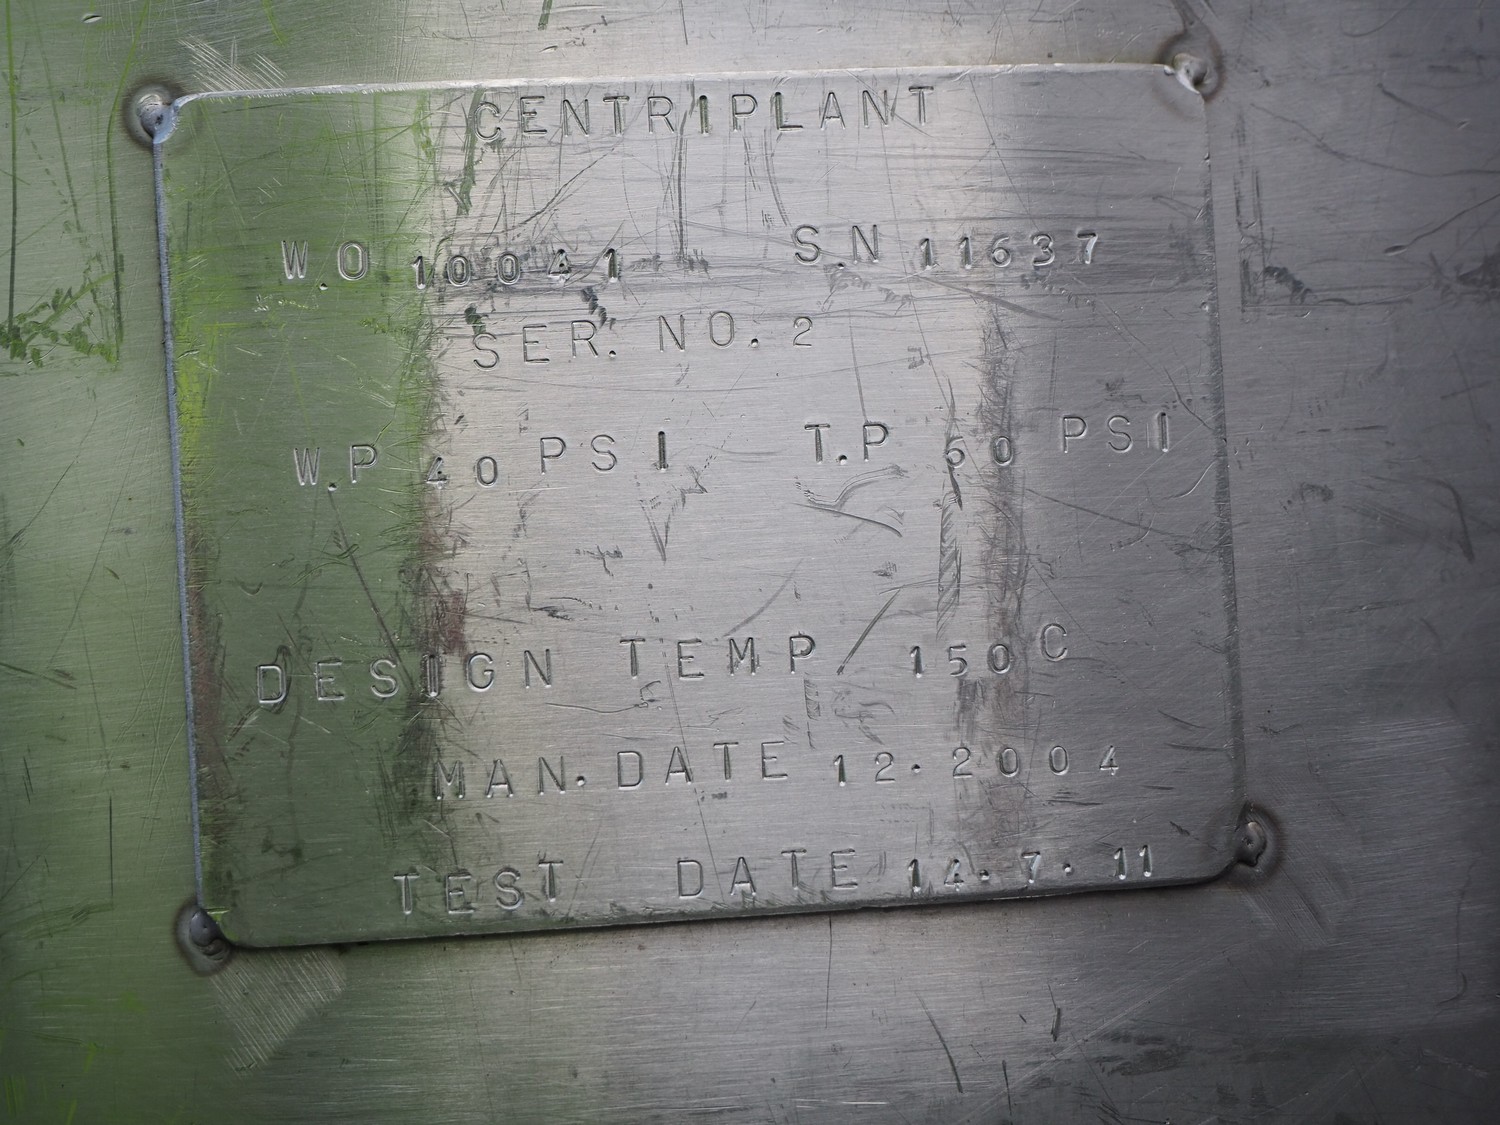 CENTRIPLANT
W.O 10041 S.N 11637
SER. NO. 2
W.P 40 PSI T.P 60 PSI
DESIGN TEMP/ 150 C
MAN. DATE 12.2004
TEST DATE 14.7.11